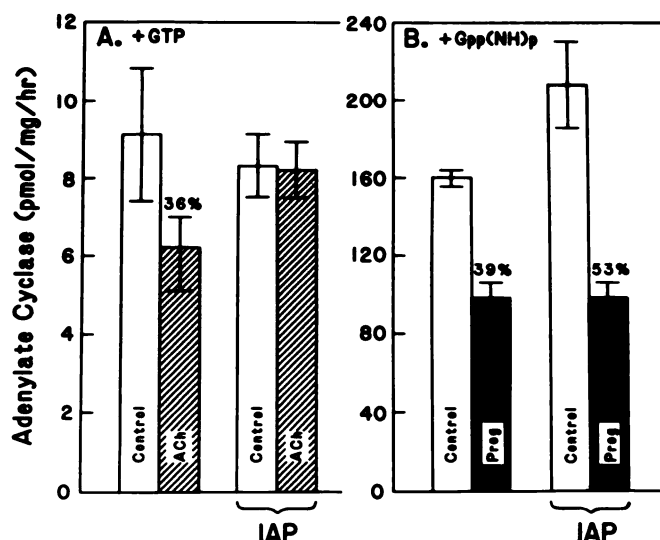 Adenylate Cyclase (pmol/mg/hr)
A. +GTP
12
10
8
6
4
2
0
36%
Control
ACh
Control
ACh
IAP
B. +Gpp(NH)p
240
200
160
120
80
40
0
39%
53%
Control
Prog
Control
Prog
IAP